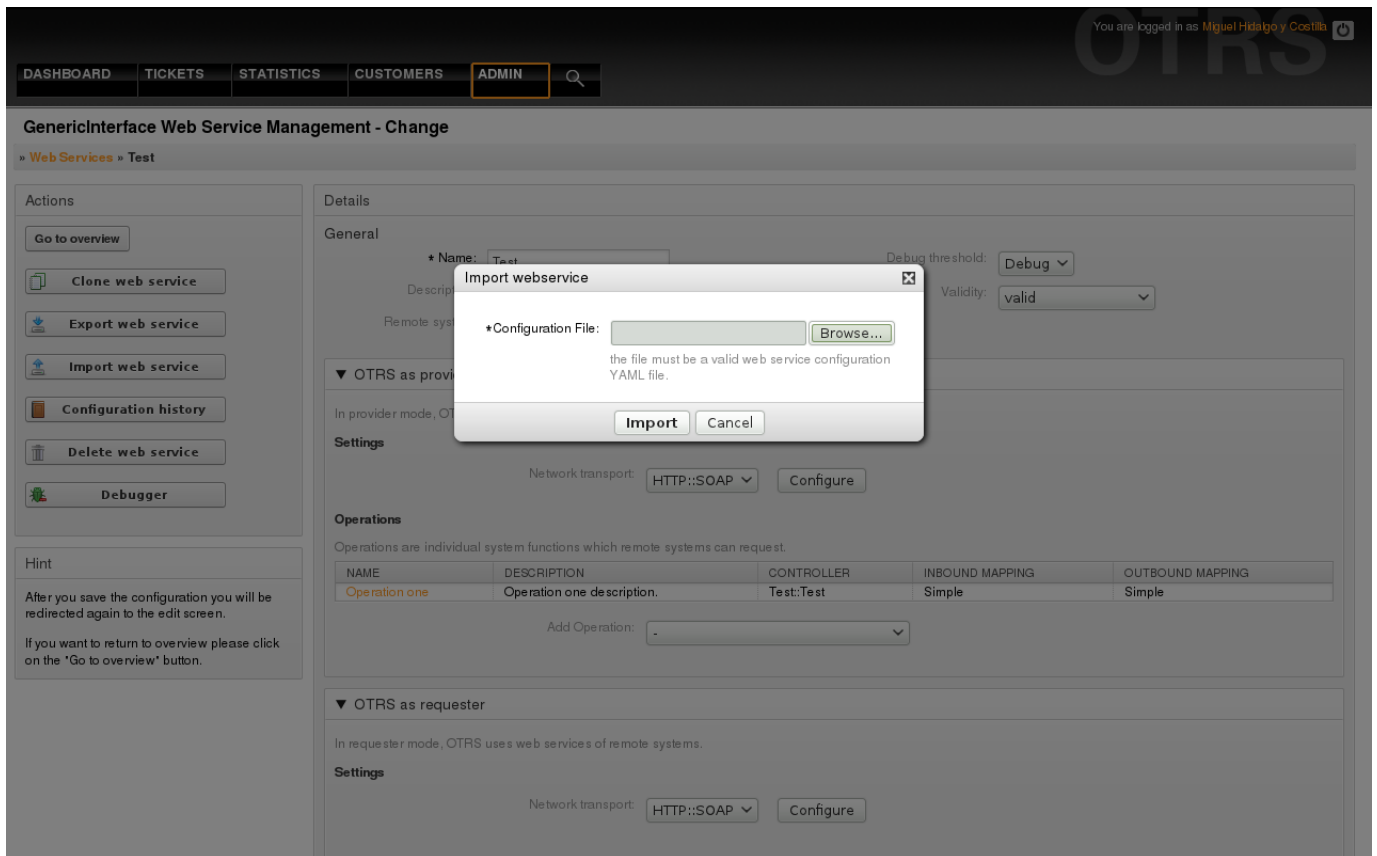 OTRS
You are logged in as Miguel Hidalgo y Costilla
DASHBOARD TICKETS STATISTICS CUSTOMERS ADMIN
GenericInterface Web Service Management - Change
» Web Services » Test
Actions
Go to overview
Clone web service
Export web service
Import web service
Configuration history
Delete web service
Debugger
Hint
After you save the configuration you will be
redirected again to the edit screen.
If you want to return to overview please click
on the "Go to overview" button.
Details
General
* Name: Test
Debug threshold: Debug
Validity: valid
Import webservice
*Configuration File: Browse...
the file must be a valid web service configuration
YAML file.
Import Cancel
▼ OTRS as
In provider mode,
Settings
Network transport: HTTP::SOAP Configure
Operations
Operations are individual system functions which remote systems can request.
NAME DESCRIPTION CONTROLLER INBOUND MAPPING OUTBOUND MAPPING
Operation one Operation one description. Test::Test Simple Simple
Add Operation: -
▼ OTRS as requester
In requester mode, OTRS uses web services of remote systems.
Settings
Network transport: HTTP::SOAP Configure